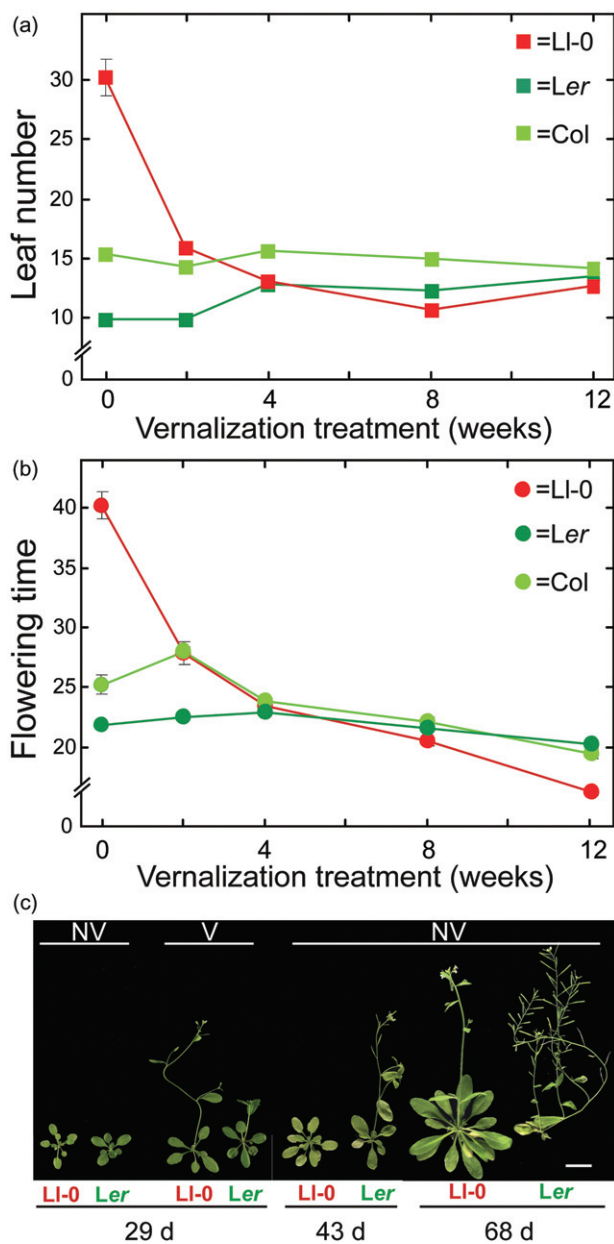 (a)
=Ll-0
=Ler
=Col
Leaf number
30
25
20
15
10
0
0 4 8 12
Vernalization treatment (weeks)
(b)
=Ll-0
=Ler
=Col
Flowering time
40
35
30
25
20
0
0 4 8 12
Vernalization treatment (weeks)
(c)
NV V NV
Ll-0 Ler Ll-0 Ler Ll-0 Ler Ll-0 Ler
29 d 43 d 68 d